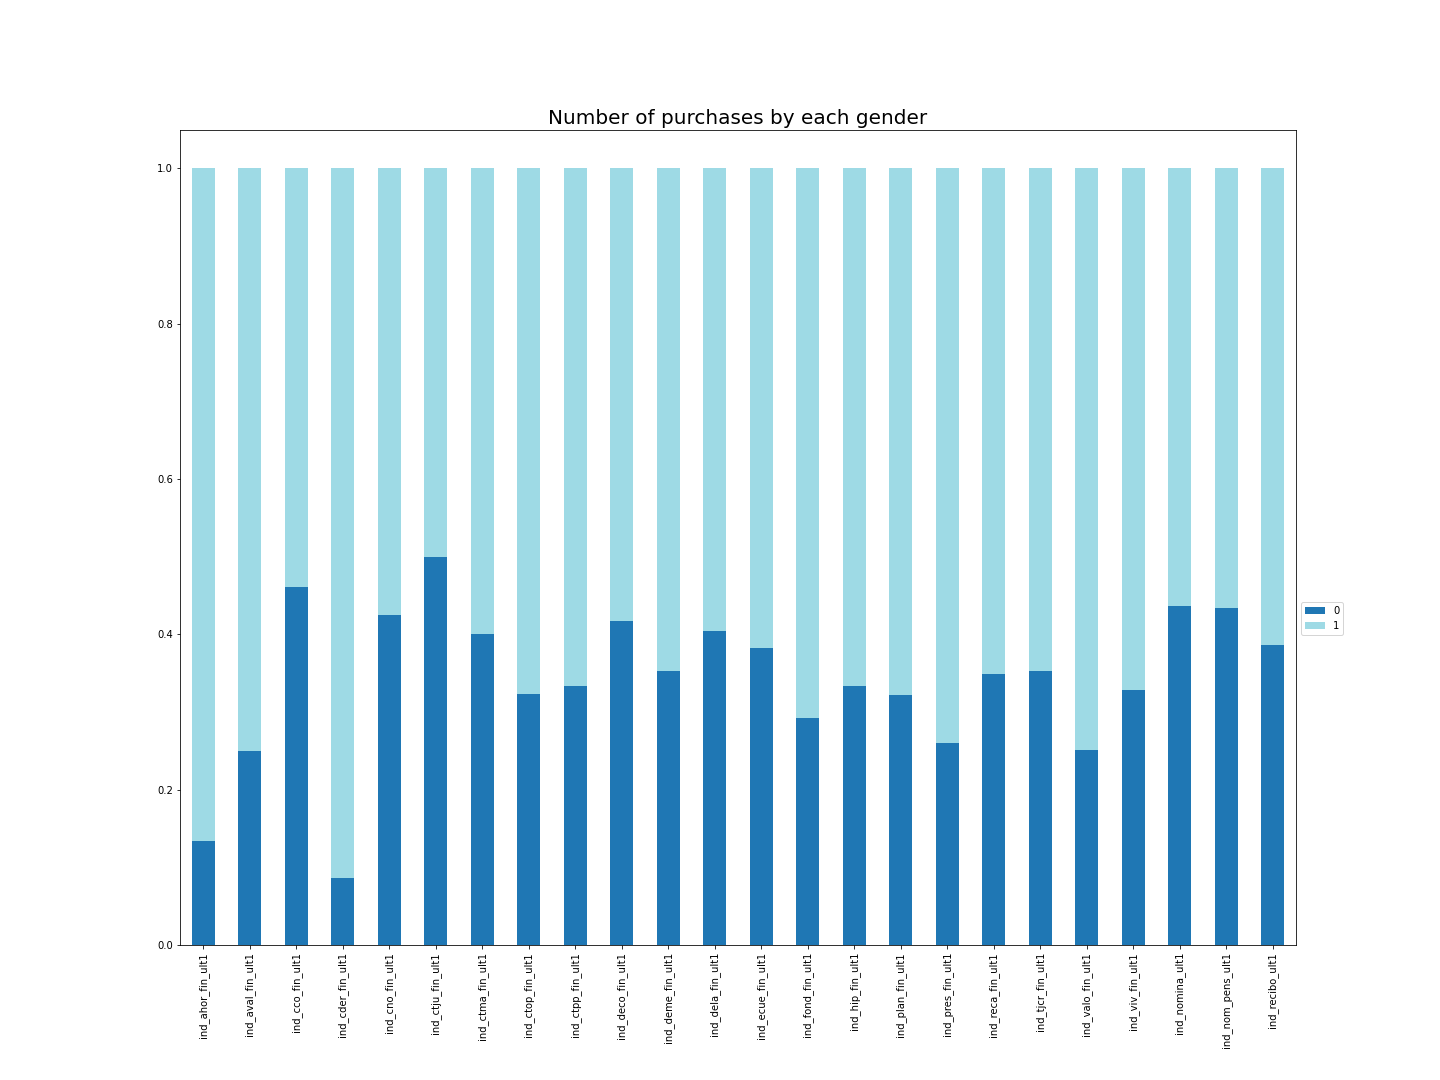 Number of purchases by each gender
1.0
0.8
0.6
0.4
0.2
0.0
0
1
ind_ahor_fin_ult1
ind_aval_fin_ult1
ind_cco_fin_ult1
ind_cder_fin_ult1
ind_cno_fin_ult1
ind_ctju_fin_ult1
ind_ctma_fin_ult1
ind_ctop_fin_ult1
ind_ctpp_fin_ult1
ind_deco_fin_ult1
ind_deme_fin_ult1
ind_dela_fin_ult1
ind_ecue_fin_ult1
ind_fond_fin_ult1
ind_hip_fin_ult1
ind_plan_fin_ult1
ind_pres_fin_ult1
ind_reca_fin_ult1
ind_tjcr_fin_ult1
ind_valo_fin_ult1
ind_viv_fin_ult1
ind_nomina_ult1
ind_nom_pens_ult1
ind_recibo_ult1